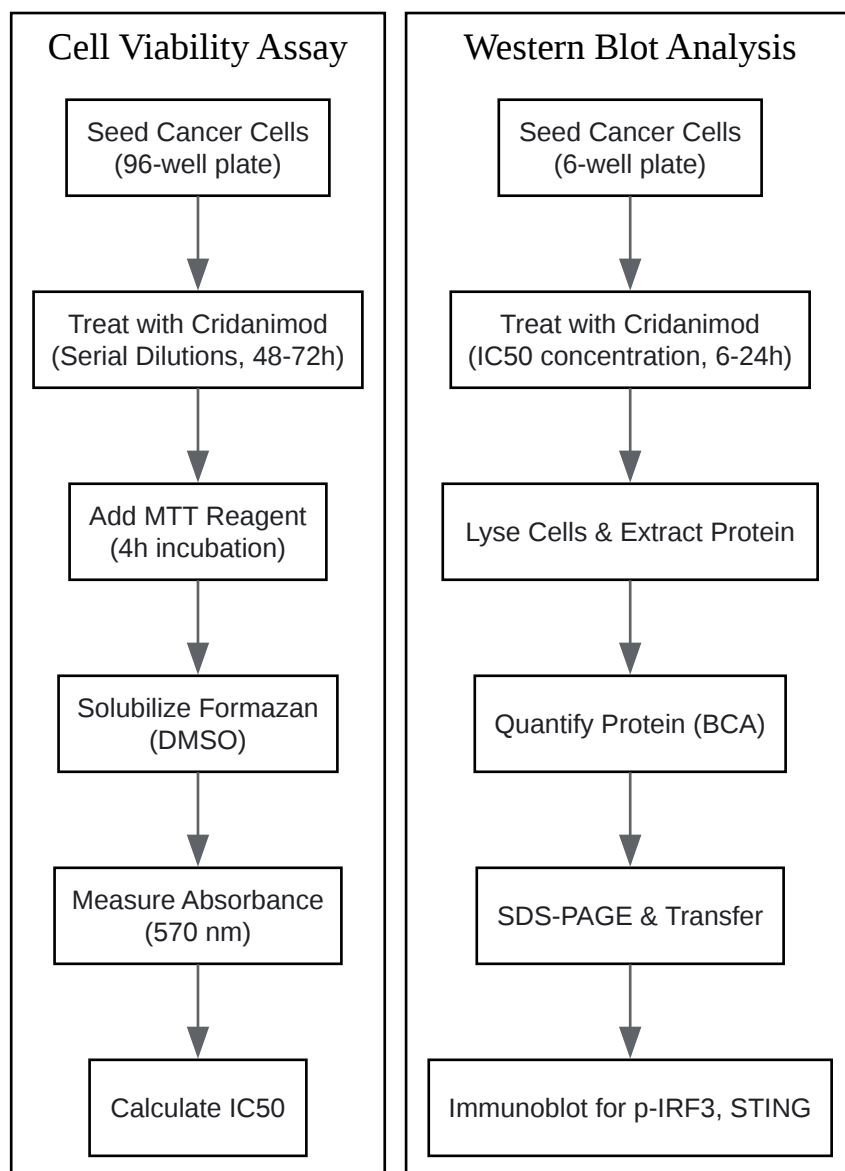 Cell Viability Assay
Seed Cancer Cells
(96-well plate)
Treat with Cridanimod
(Serial Dilutions, 48-72h)
Add MTT Reagent
(4h incubation)
Solubilize Formazan
(DMSO)
Measure Absorbance
(570 nm)
Calculate IC50
Western Blot Analysis
Seed Cancer Cells
(6-well plate)
Treat with Cridanimod
(IC50 concentration, 6-24h)
Lyse Cells & Extract Protein
Quantify Protein (BCA)
SDS-PAGE & Transfer
Immunoblot for p-IRF3, STING